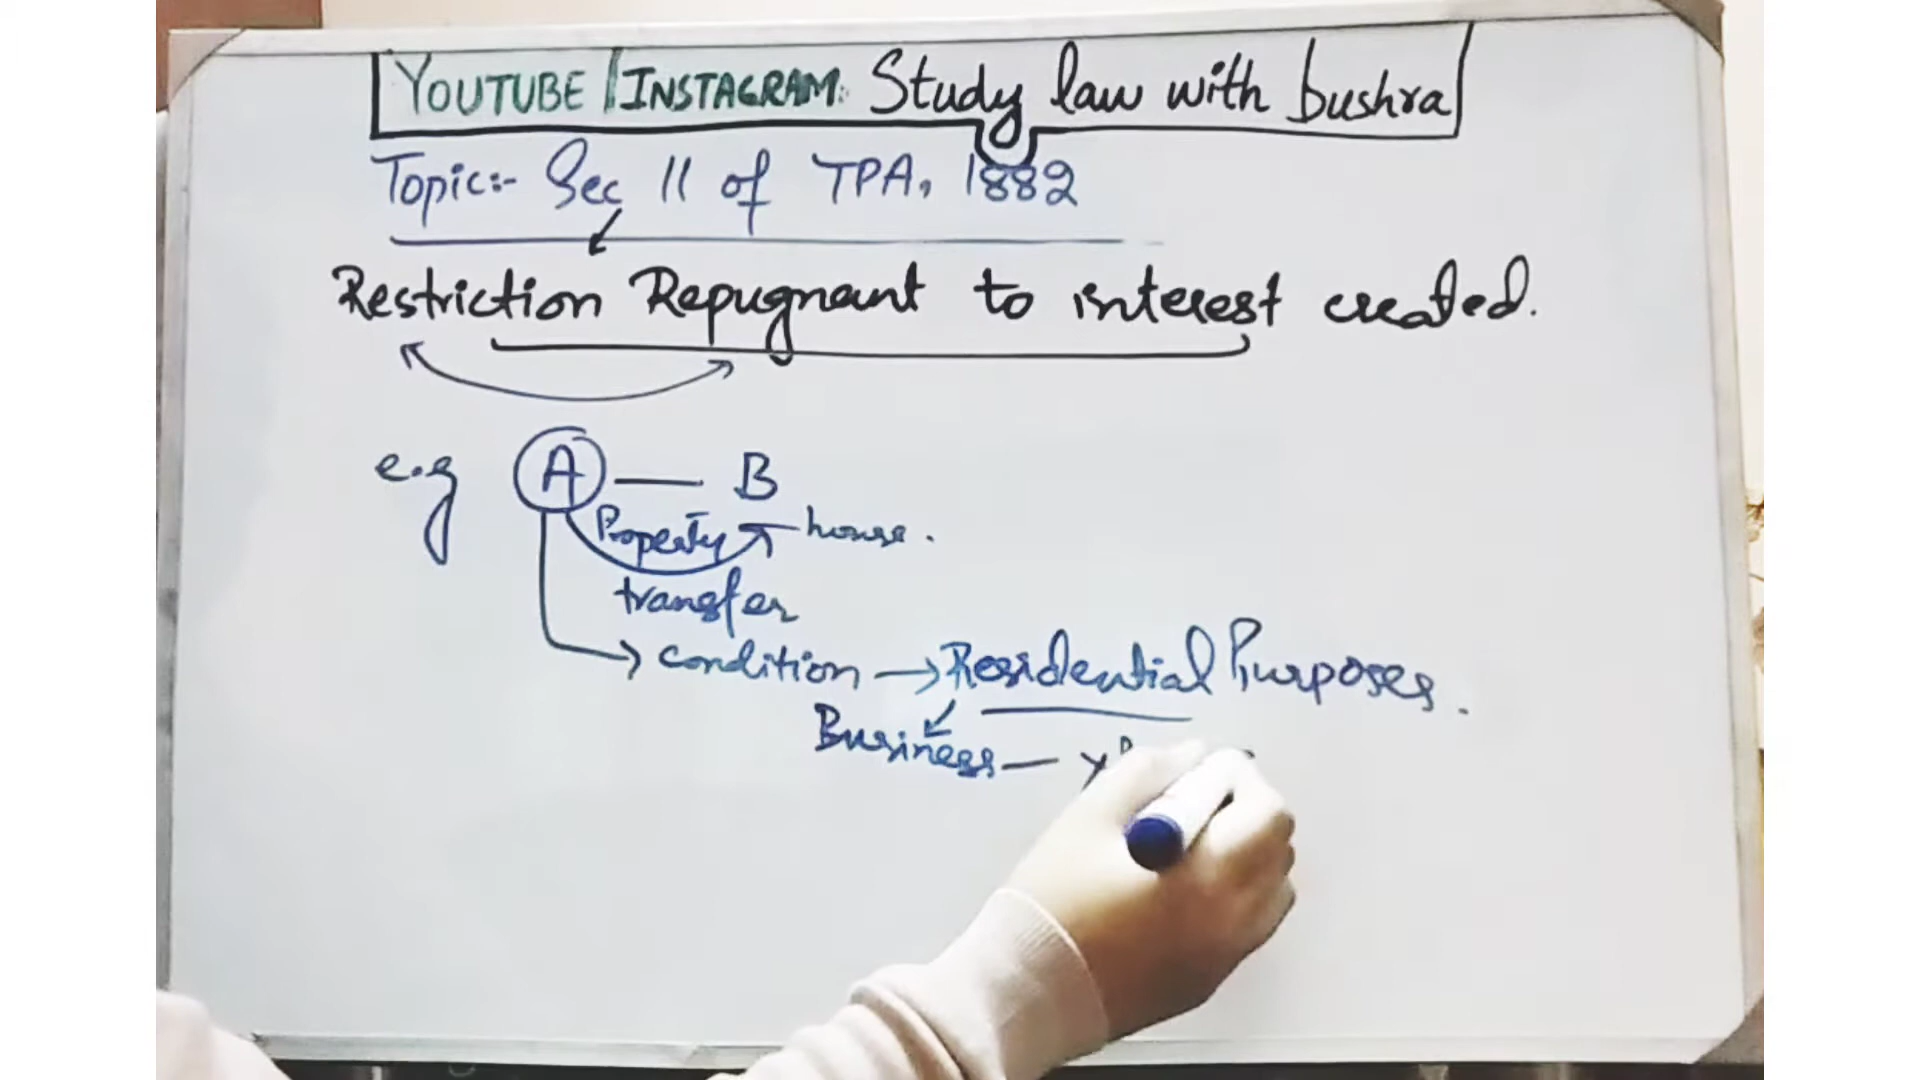 YOUTUBE | INSTAGRAM: Study law with bushra
Topic:- Sec 11 of TPA, 1882
Restriction Repugnant to interest created.
e.g A — B
Property house.
transfer
condition → Residential Purposes.
Business —